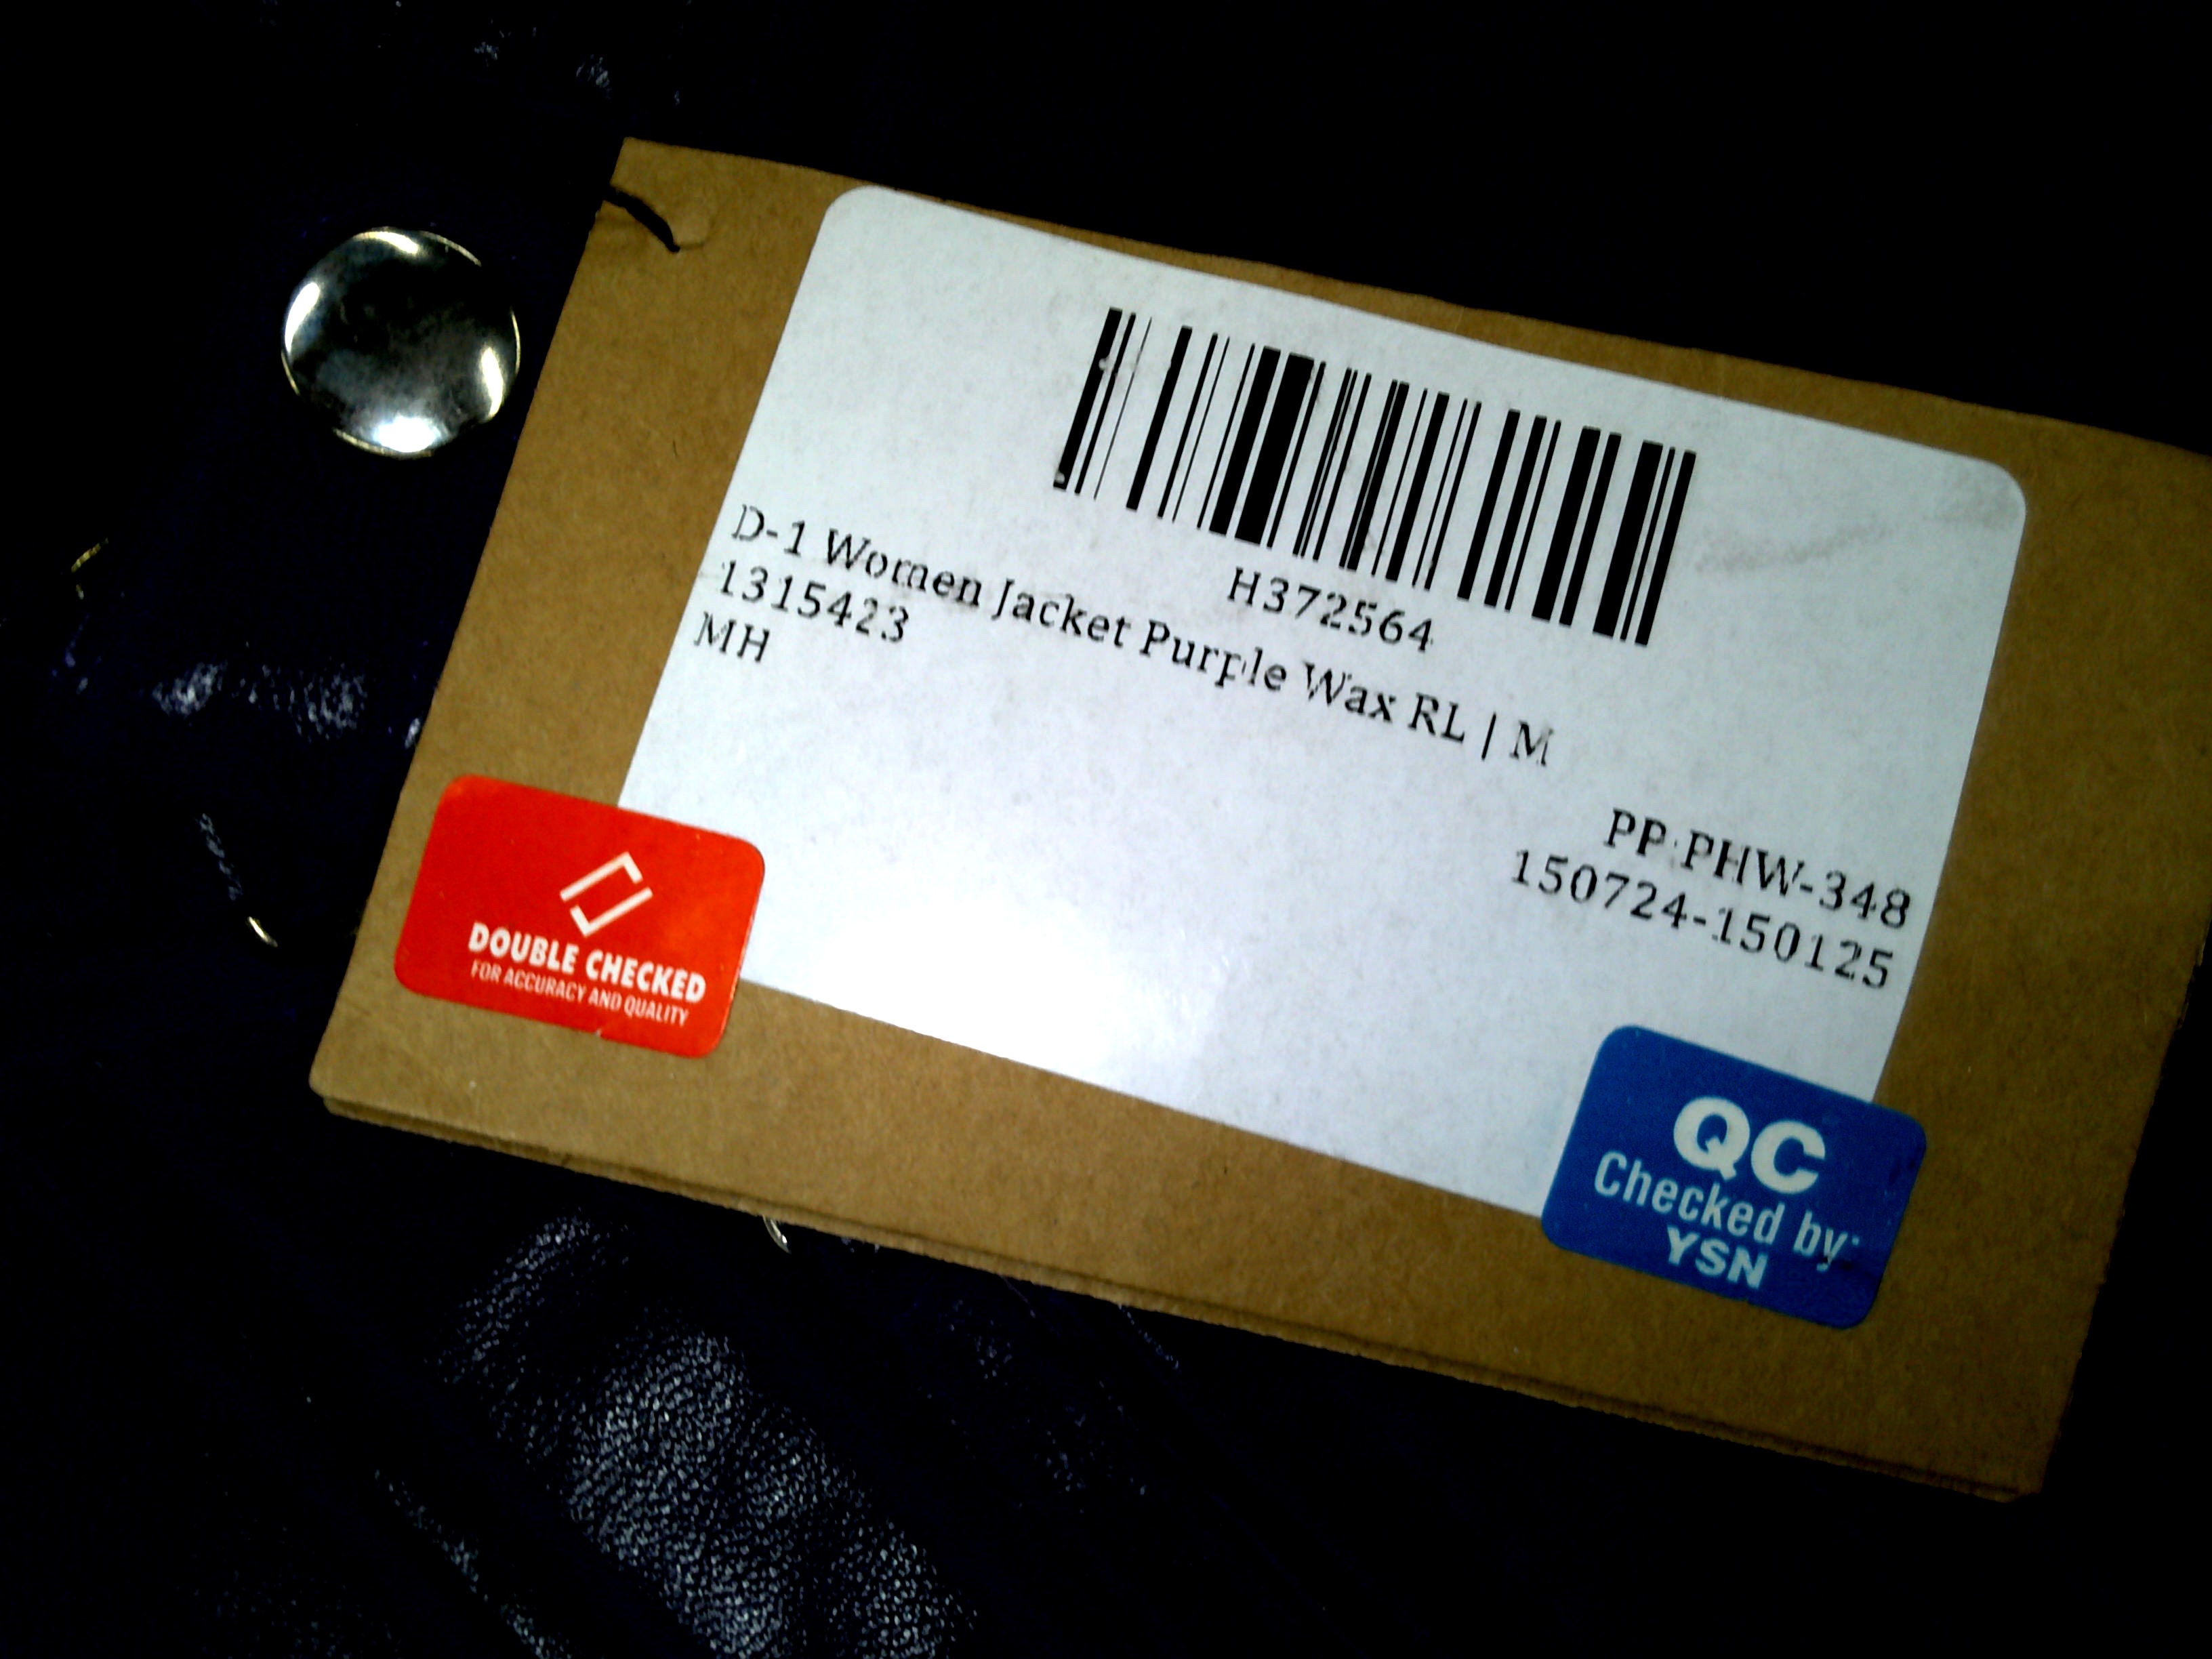 H372564
D-1 Women Jacket Purple Wax RL | M
1315423
MH
PP PHW-348
150724-150125
DOUBLE CHECKED
FOR ACCURACY AND QUALITY
QC
Checked by:
YSN